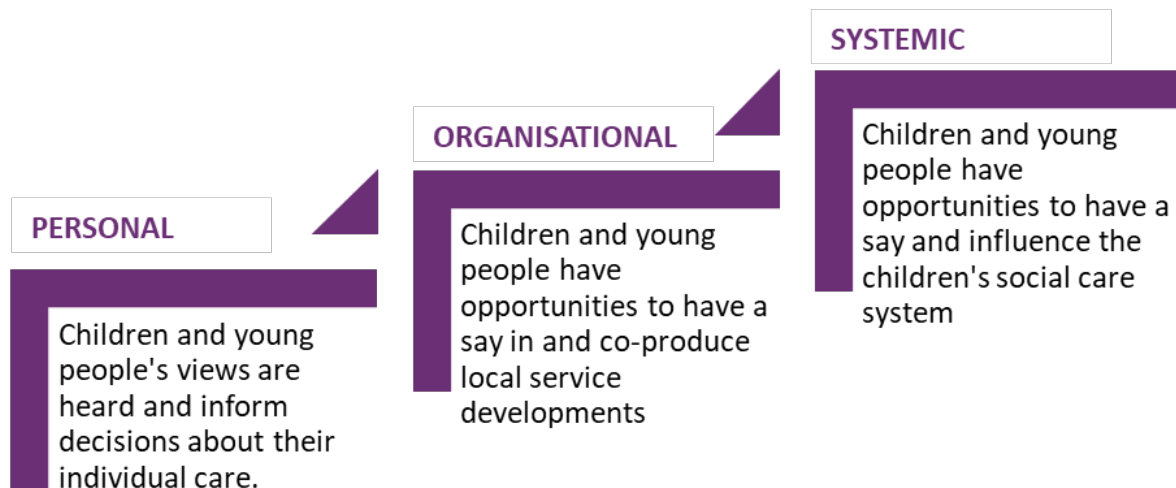 PERSONAL
Children and young
people's views are
heard and inform
decisions about their
individual care.
ORGANISATIONAL
Children and young
people have
opportunities to have a
say in and co-produce
local service
developments
SYSTEMIC
Children and young
people have
opportunities to have a
say and influence the
children's social care
system